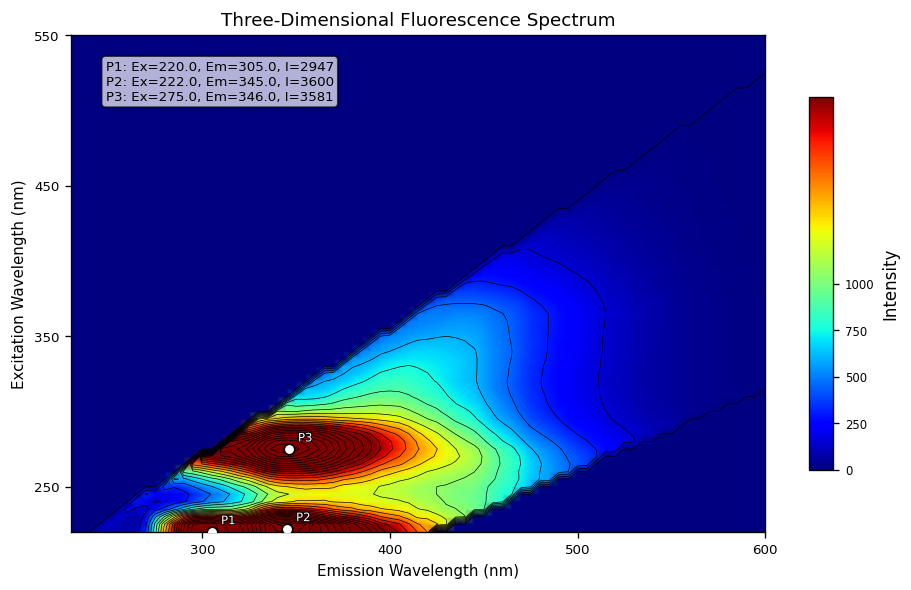 Three-Dimensional Fluorescence Spectrum
P1: Ex=220.0, Em=305.0, I=2947
P2: Ex=222.0, Em=345.0, I=3600
P3: Ex=275.0, Em=346.0, I=3581
550
450
350
250
Excitation Wavelength (nm)
P3
P1
P2
300
400
500
600
Emission Wavelength (nm)
1000
750
500
250
0
Intensity